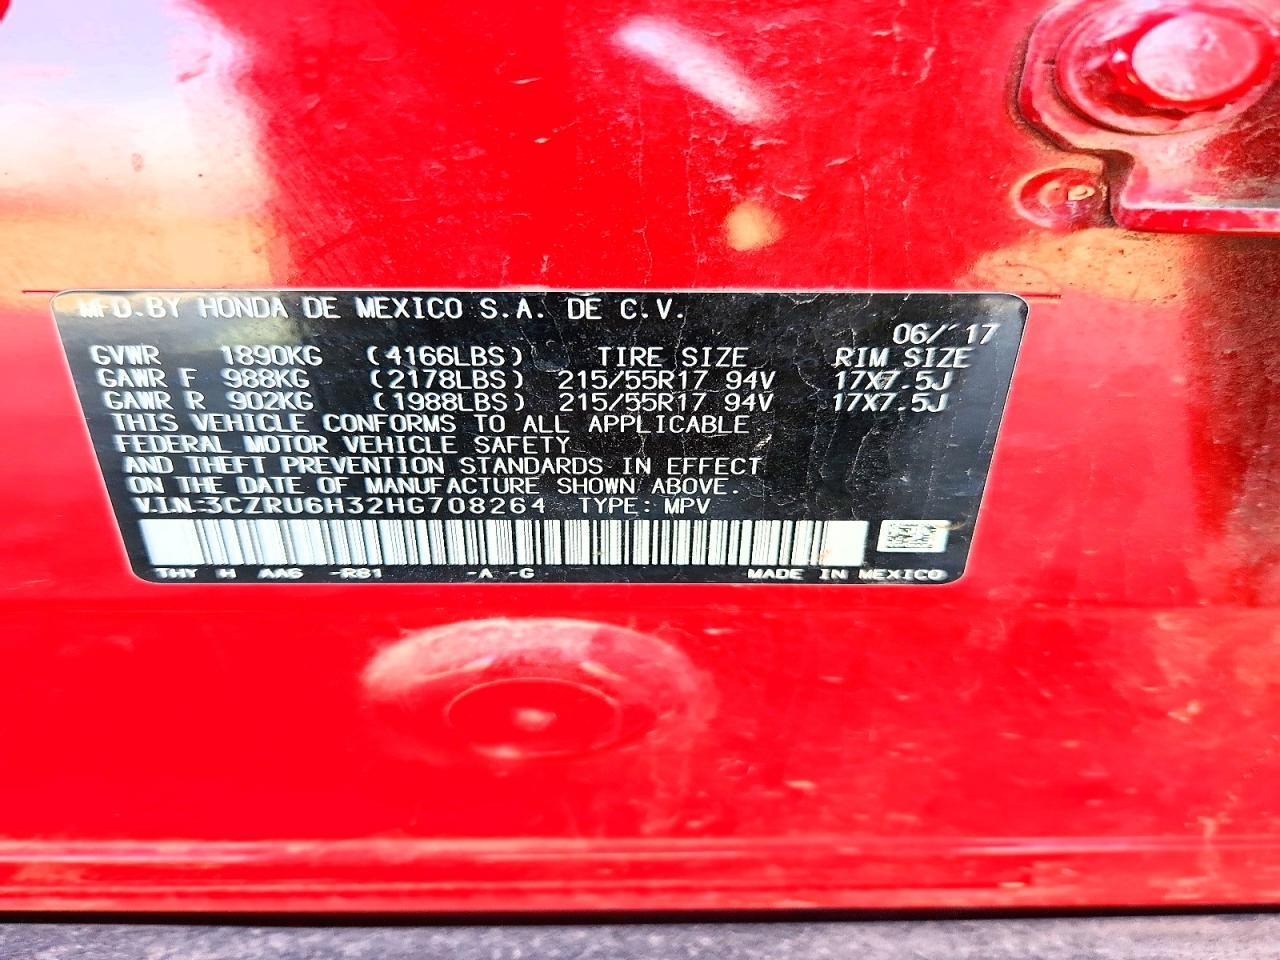 MFD. BY HONDA DE MEXICO S.A. DE C.V.
06/'17
GVWR 1890KG (4166LBS) TIRE SIZE RIM SIZE
GAWR F 988KG (2178LBS) 215/55R17 94V 17X7.5J
GAWR R 902KG (1988LBS) 215/55R17 94V 17X7.5J
THIS VEHICLE CONFORMS TO ALL APPLICABLE
FEDERAL MOTOR VEHICLE SAFETY
AND THEFT PREVENTION STANDARDS IN EFFECT
ON THE DATE OF MANUFACTURE SHOWN ABOVE.
V.I.N.:3CZRU6H32HG708264 TYPE: MPV
H -R81 -A -G MADE IN MEXICO